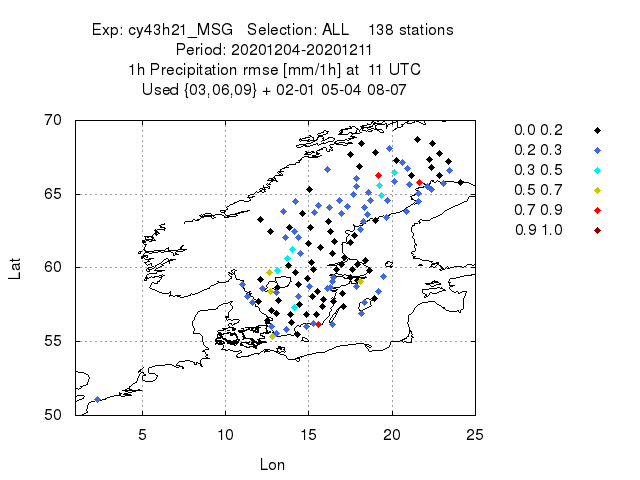 Exp: cy43h21_MSG   Selection: ALL    138 stations
Period: 20201204-20201211
1h Precipitation rmse [mm/1h] at  11 UTC
Used {03,06,09} + 02-01 05-04 08-07
70
65
60
55
50
Lat
5 10 15 20 25
Lon
0.0 0.2
0.2 0.3
0.3 0.5
0.5 0.7
0.7 0.9
0.9 1.0